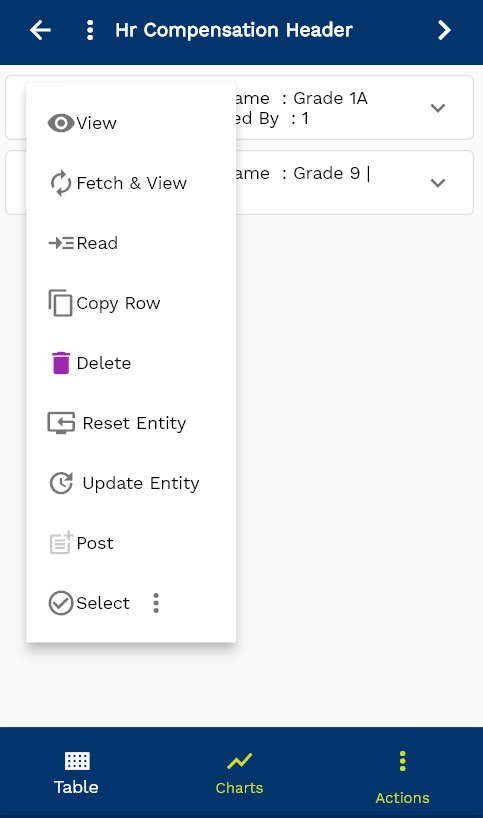 Hr Compensation Header
ame : Grade 1A
ed By : 1
ame : Grade 9 |
View
Fetch & View
Read
Copy Row
Delete
Reset Entity
Update Entity
Post
Select
Table
Charts
Actions